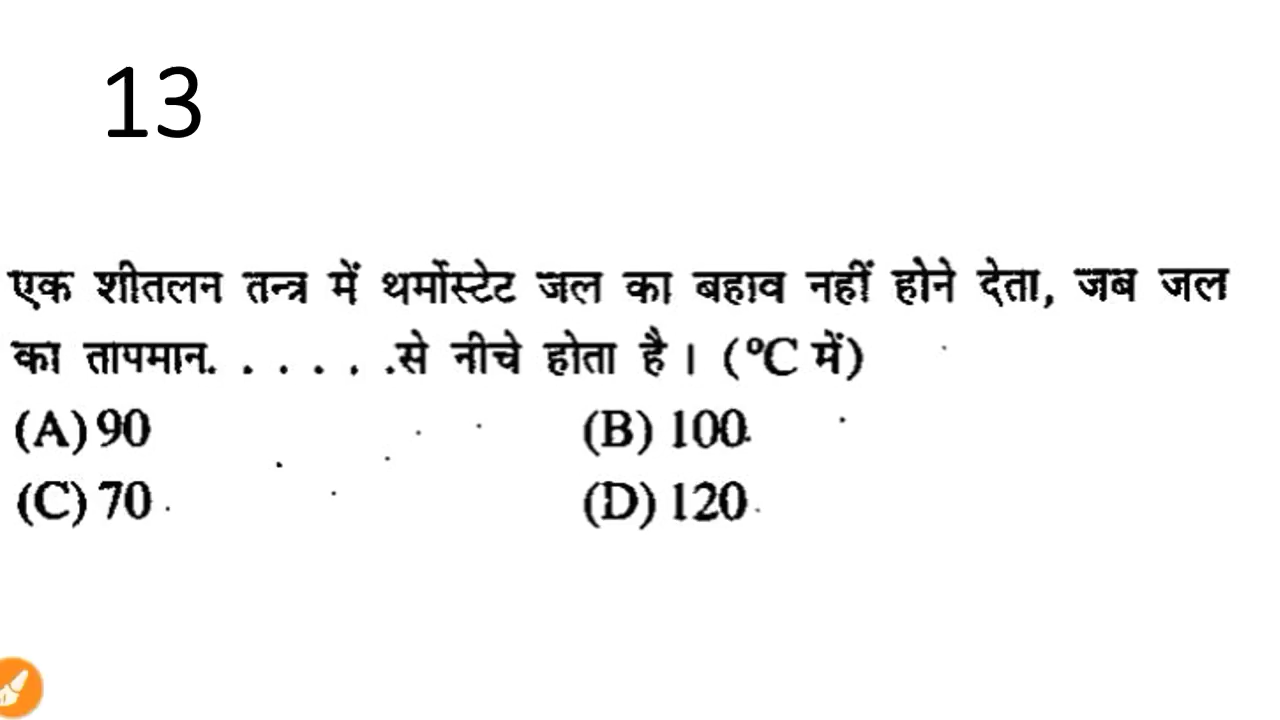 13
एक शीतलन तन्त्र में थर्मोस्टेट जल का बहाव नहीं होने देता, जब जल
का तापमान. . . . . .से नीचे होता है। (°C में)
(A) 90 (B) 100
(C) 70 (D) 120